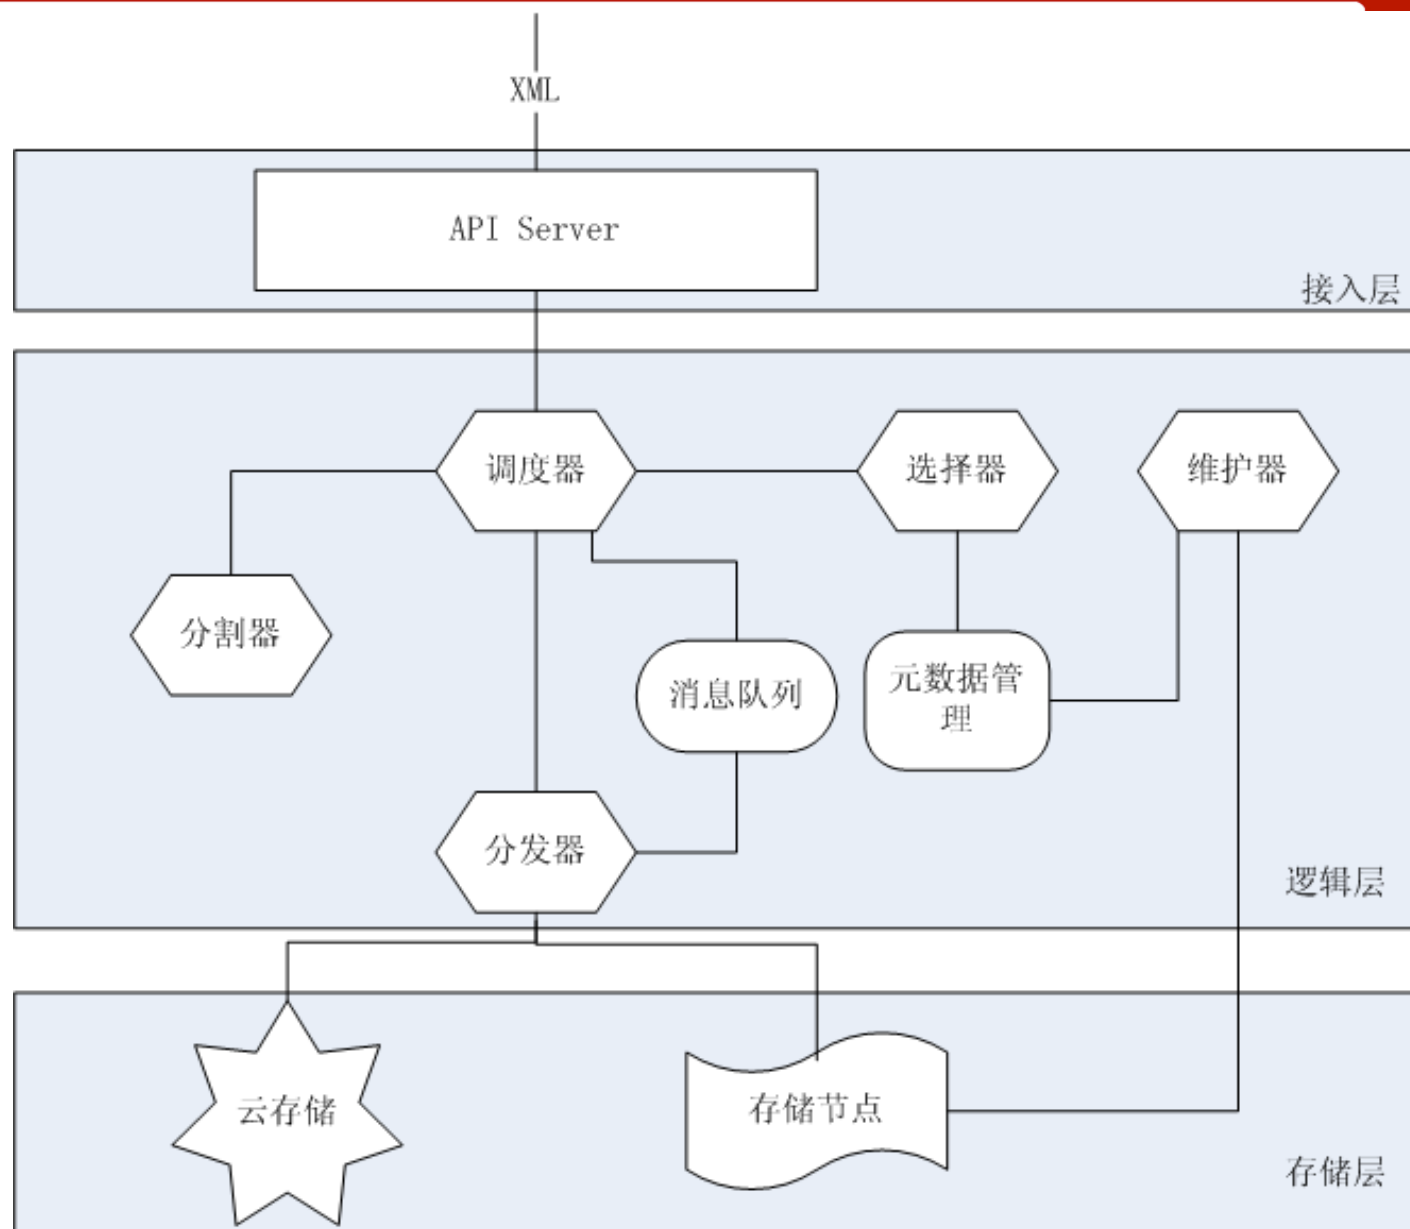 XML
API Server
接入层
调度器
选择器
维护器
分割器
消息队列
元数据管
理
分发器
逻辑层
云存储
存储节点
存储层